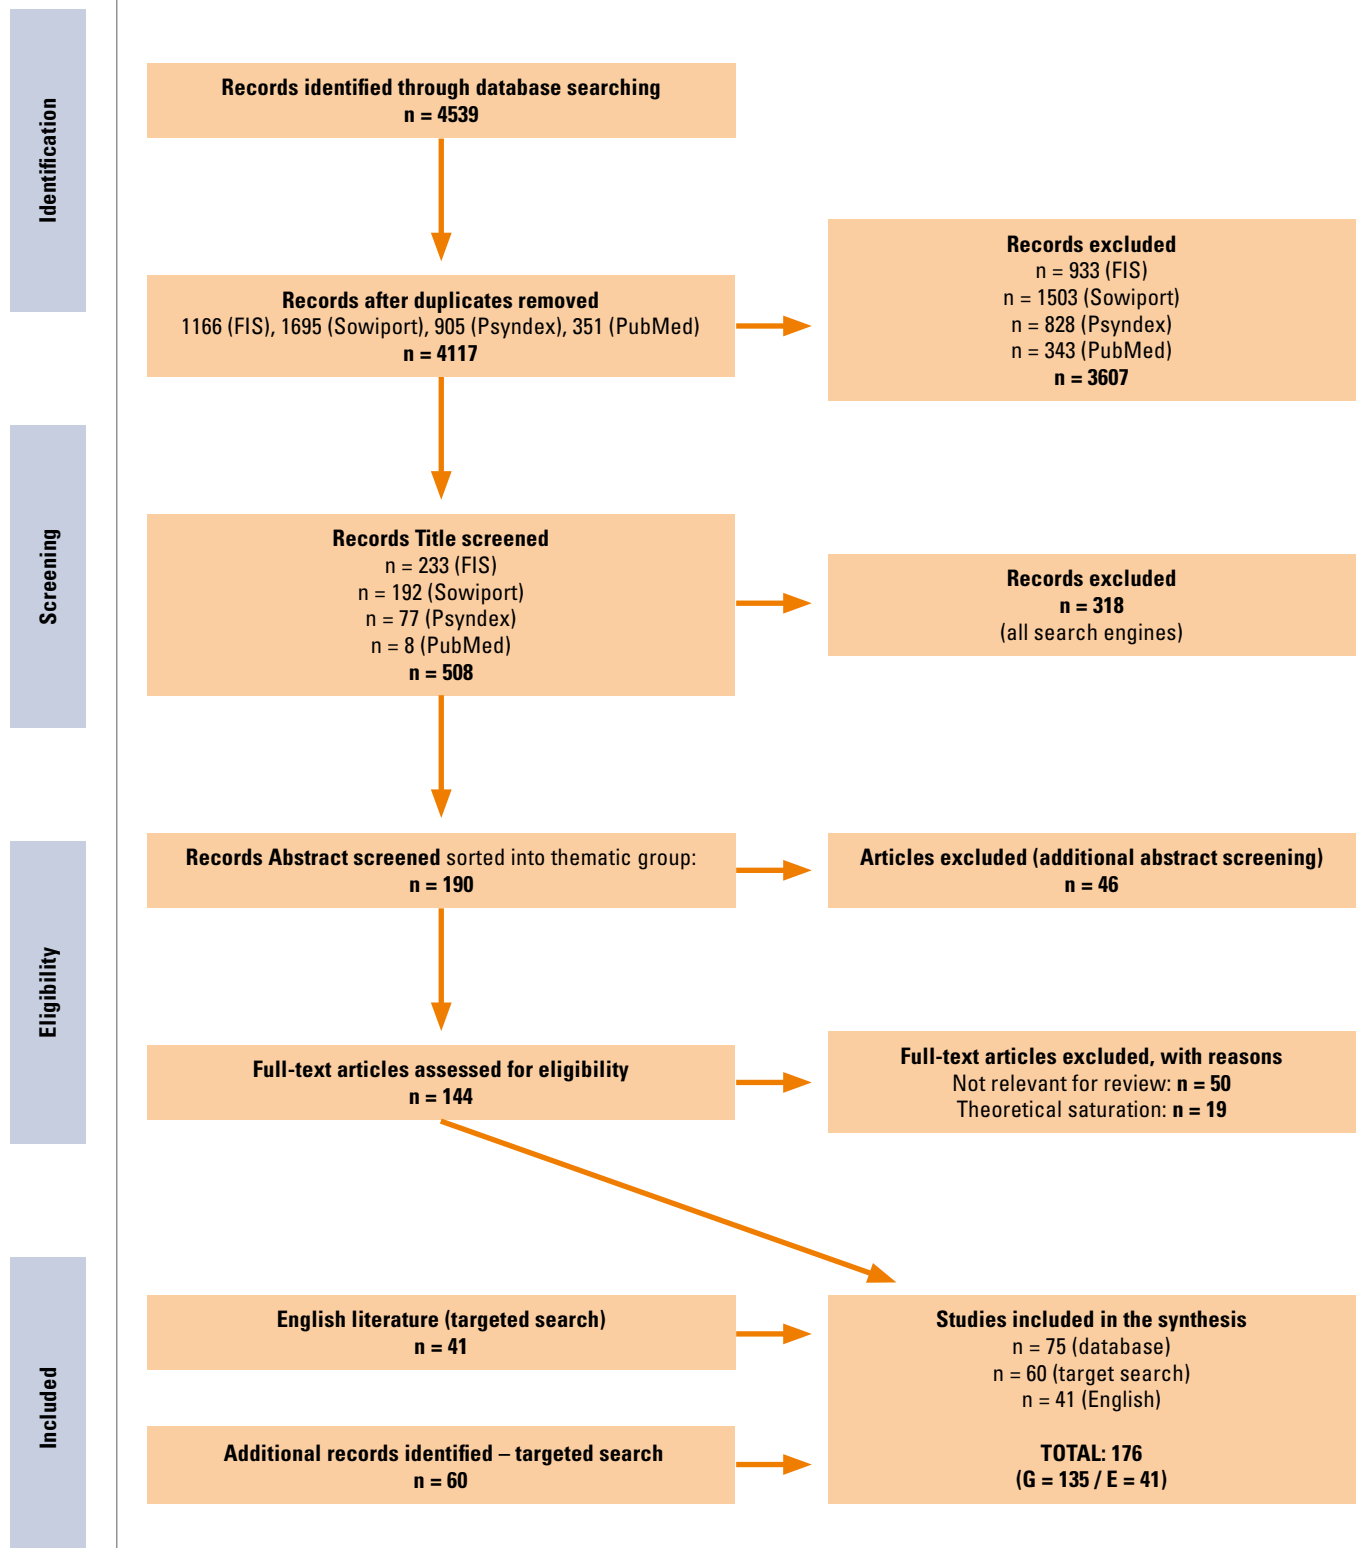 Identification
Records identified through database searching
n = 4539
Records after duplicates removed
1166 (FIS), 1695 (Sowiport), 905 (Psyndex), 351 (PubMed)
n = 4117
Records excluded
n = 933 (FIS)
n = 1503 (Sowiport)
n = 828 (Psyndex)
n = 343 (PubMed)
n = 3607
Screening
Records Title screened
n = 233 (FIS)
n = 192 (Sowiport)
n = 77 (Psyndex)
n = 8 (PubMed)
n = 508
Records excluded
n = 318
(all search engines)
Eligibility
Records Abstract screened sorted into thematic group:
n = 190
Articles excluded (additional abstract screening)
n = 46
Full-text articles assessed for eligibility
n = 144
Full-text articles excluded, with reasons
Not relevant for review: n = 50
Theoretical saturation: n = 19
Included
English literature (targeted search)
n = 41
Additional records identified – targeted search
n = 60
Studies included in the synthesis
n = 75 (database)
n = 60 (target search)
n = 41 (English)
TOTAL: 176
(G = 135 / E = 41)